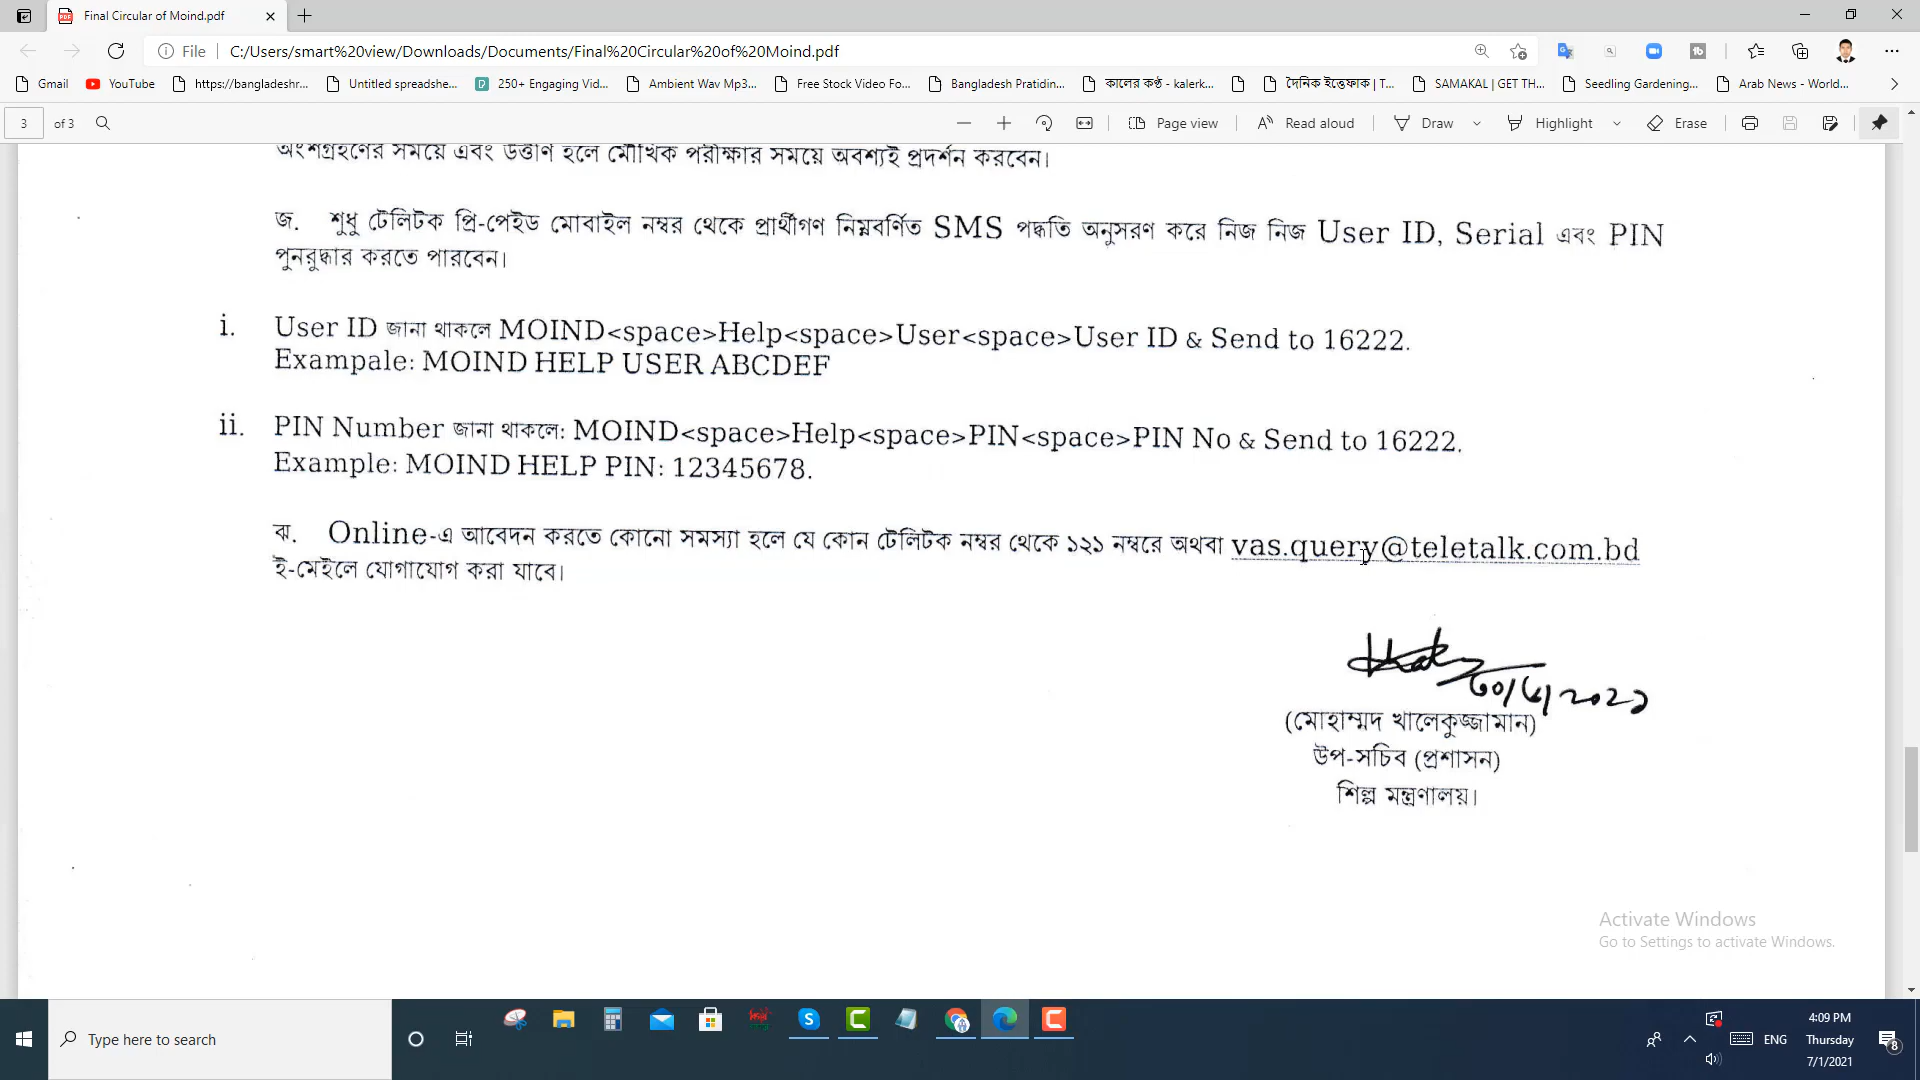 Final Circular of Moind.pdf
File C:/Users/smart%20view/Downloads/Documents/Final%20Circular%20of%20Moind.pdf
Gmail YouTube https://bangladeshr... Untitled spreadshe... 250+ Engaging Vid... Ambient Wav Mp3... Free Stock Video Fo... Bangladesh Pratidin... কালের কণ্ঠ - kalerk... দৈনিক ইত্তেফাক | T... SAMAKAL | GET TH... Seedling Gardening... Arab News - World...
3 of 3 Page view Read aloud Draw Highlight Erase
অংশগ্রহণের সময়ে এবং উত্তীর্ণ হলে মৌখিক পরীক্ষার সময়ে অবশ্যই প্রদর্শন করবেন।
জ. শুধু টেলিটক প্রি-পেইড মোবাইল নম্বর থেকে প্রার্থীগণ নিম্নবর্ণিত SMS পদ্ধতি অনুসরণ করে নিজ নিজ User ID, Serial এবং PIN
পুনরুদ্ধার করতে পারবেন।
i. User ID জানা থাকলে MOIND<space>Help<space>User<space>User ID & Send to 16222.
Exampale: MOIND HELP USER ABCDEF
ii. PIN Number জানা থাকলে: MOIND<space>Help<space>PIN<space>PIN No & Send to 16222.
Example: MOIND HELP PIN: 12345678.
ঝ. Online-এ আবেদন করতে কোনো সমস্যা হলে যে কোন টেলিটক নম্বর থেকে ১২১ নম্বরে অথবা vas.query@teletalk.com.bd
ই-মেইলে যোগাযোগ করা যাবে।
৩০/৬/২০২১
(মোহাম্মদ খালেকুজ্জামান)
উপ-সচিব (প্রশাসন)
শিল্প মন্ত্রণালয়।
Activate Windows
Go to Settings to activate Windows.
Type here to search
ENG
4:09 PM
Thursday
7/1/2021
8